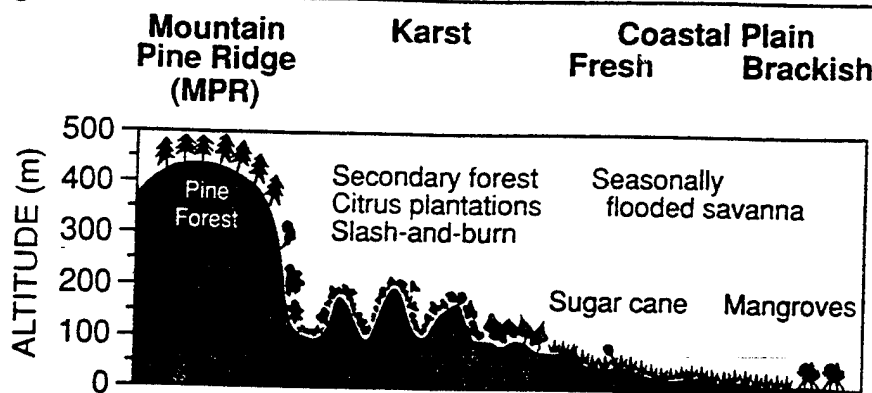 Mountain
Pine Ridge
(MPR)
Karst
Coastal Plain
Fresh
Brackish
500
400
300
200
100
0
ALTITUDE (m)
Pine
Forest
Secondary forest
Citrus plantations
Slash-and-burn
Seasonally
flooded savanna
Sugar cane
Mangroves